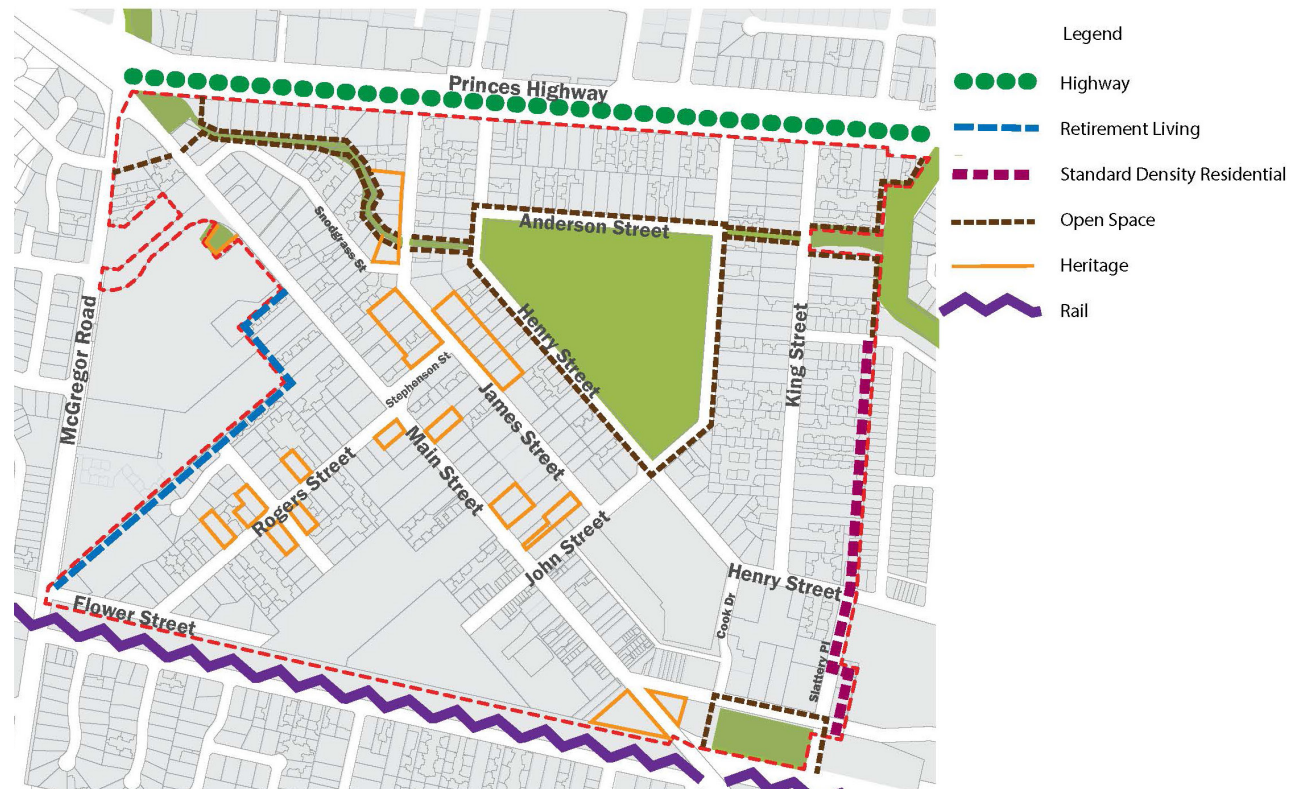 Legend
Highway
Retirement Living
Standard Density Residential
Open Space
Heritage
Rail
Princes Highway
Anderson Street
Snodgrass St
McGregor Road
Henry Street
King Street
Stephenson St
James Street
Main Street
Rogers Street
John Street
Henry Street
Cook Dr
Flower Street
Slattery Pl